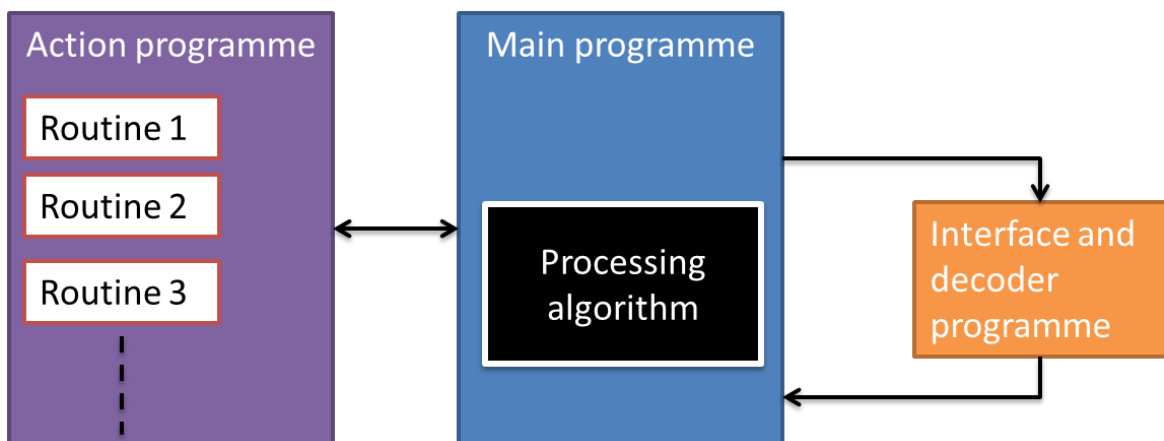 Action programme
Routine 1
Routine 2
Routine 3
Main programme
Processing
algorithm
Interface and
decoder
programme